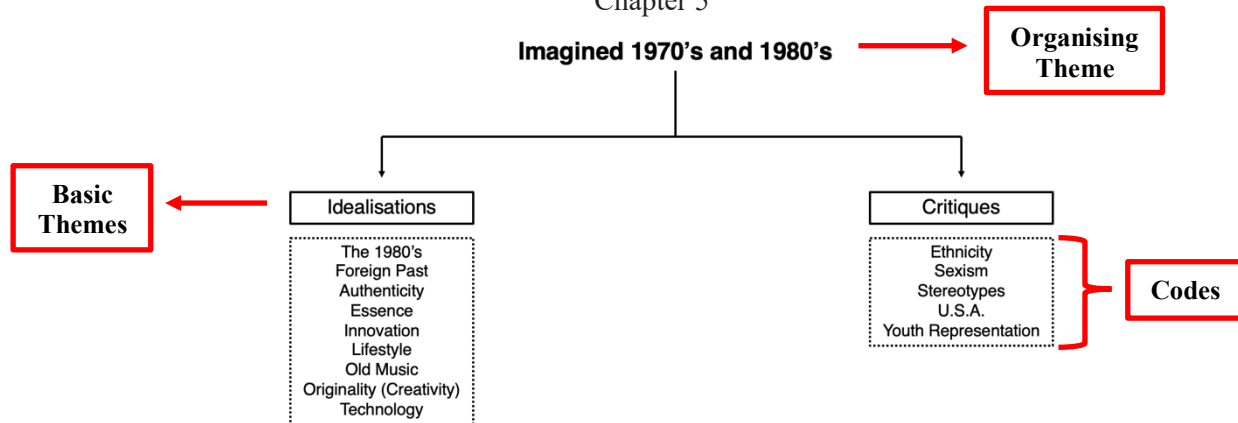 Chapter 5
Imagined 1970's and 1980's
Organising
Theme
Basic
Themes
Idealisations
The 1980's
Foreign Past
Authenticity
Essence
Innovation
Lifestyle
Old Music
Originality (Creativity)
Technology
Critiques
Ethnicity
Sexism
Stereotypes
U.S.A.
Youth Representation
Codes